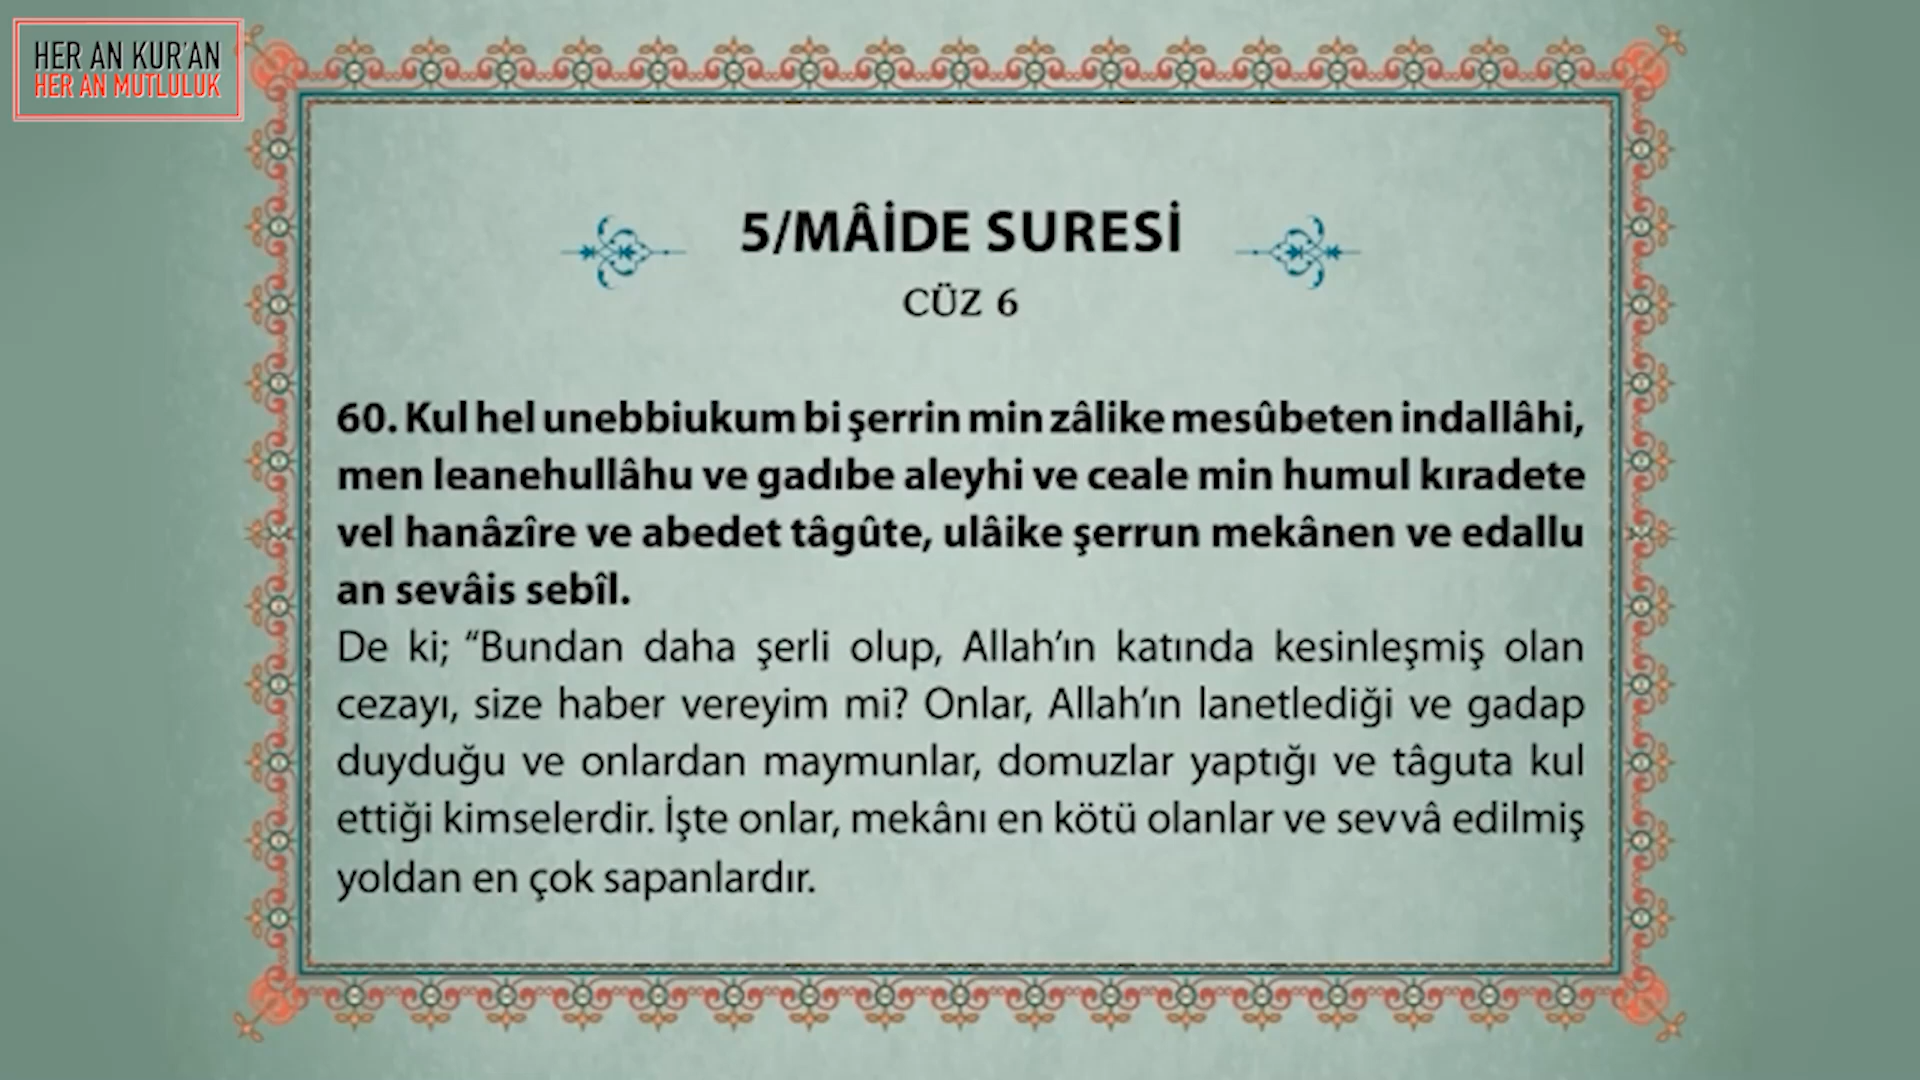 HER AN KUR'AN
HER AN MUTLULUK
5/MÂİDE SURESİ
CÜZ 6
60. Kul hel unebbiukum bi şerrin min zâlike mesûbeten indallâhi,
men leanehullâhu ve gadıbe aleyhi ve ceale min humul kıradete
vel hanâzîre ve abedet tâgûte, ulâike şerrun mekânen ve edallu
an sevâis sebîl.
De ki; “Bundan daha şerli olup, Allah’ın katında kesinleşmiş olan
cezayı, size haber vereyim mi? Onlar, Allah’ın lanetlediği ve gadap
duyduğu ve onlardan maymunlar, domuzlar yaptığı ve tâguta kul
ettiği kimselerdir. İşte onlar, mekânı en kötü olanlar ve sevvâ edilmiş
yoldan en çok sapanlardır.